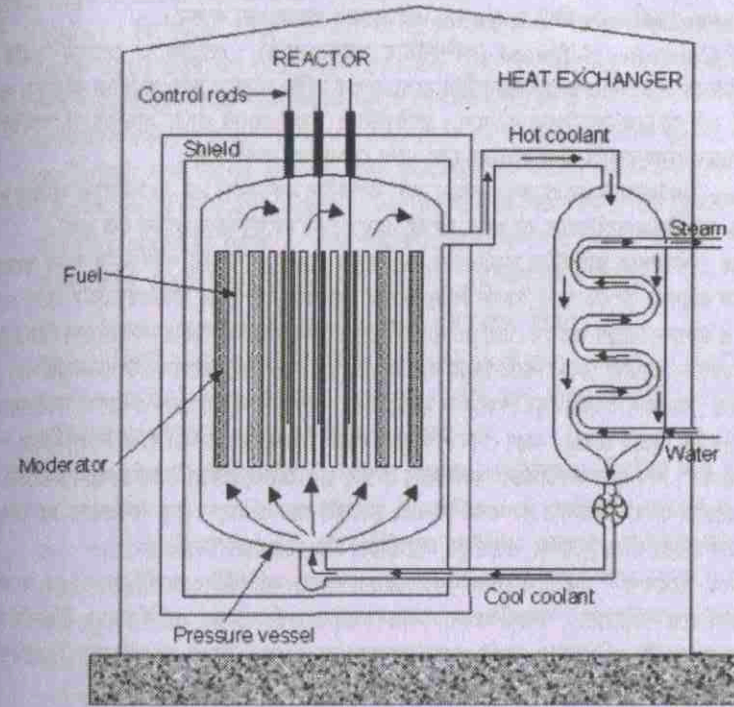 REACTOR
HEAT EXCHANGER
Control rods
Hot coolant
Shield
Steam
Fuel
Moderator
Water
Cool coolant
Pressure vessel